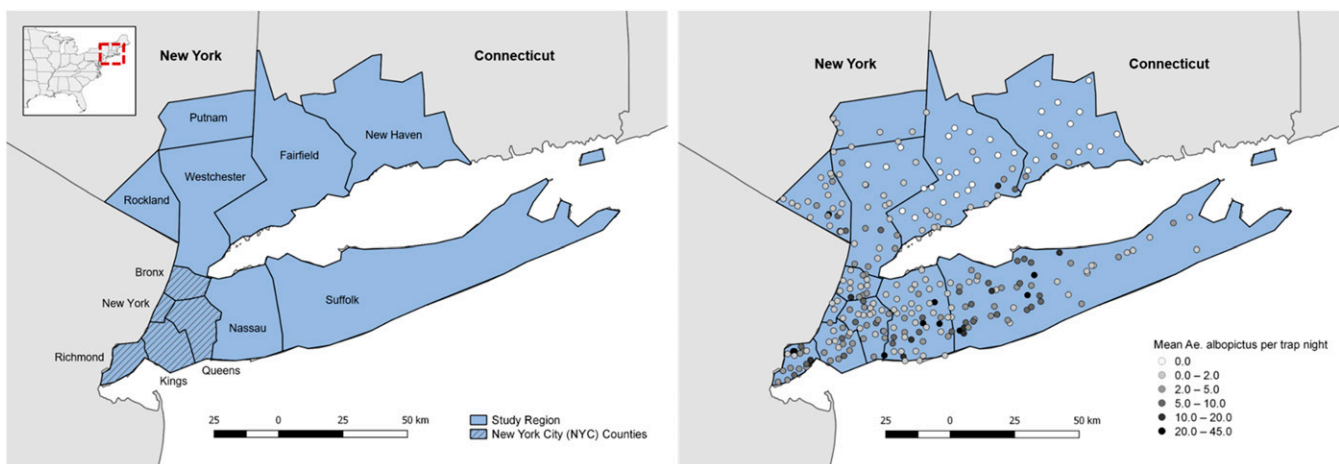 New York
Connecticut
Putnam
New Haven
Fairfield
Westchester
Rockland
Bronx
New York
Suffolk
Nassau
Richmond
Queens
Kings
25 0 25 50 km
Study Region
New York City (NYC) Counties
New York
Connecticut
Mean Ae. albopictus per trap night
0.0
0.0 – 2.0
2.0 – 5.0
5.0 – 10.0
10.0 – 20.0
20.0 – 45.0
25 0 25 50 km